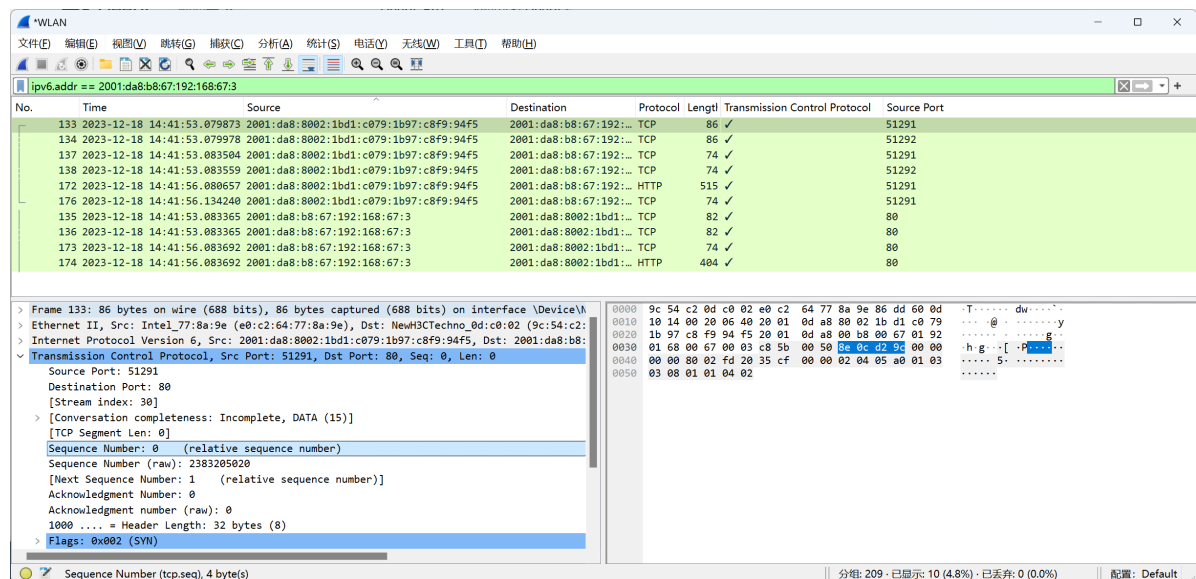 *WLAN
文件(F) 编辑(E) 视图(V) 跳转(G) 捕获(C) 分析(A) 统计(S) 电话(Y) 无线(W) 工具(T) 帮助(H)
ipv6.addr == 2001:da8:b8:67:192:168:67:3
No. Time Source Destination Protocol Lengtl Transmission Control Protocol Source Port
133 2023-12-18 14:41:53.079873 2001:da8:8002:1bd1:c079:1b97:c8f9:94f5 2001:da8:b8:67:192:… TCP 86 ✓ 51291
134 2023-12-18 14:41:53.079978 2001:da8:8002:1bd1:c079:1b97:c8f9:94f5 2001:da8:b8:67:192:… TCP 86 ✓ 51292
137 2023-12-18 14:41:53.083504 2001:da8:8002:1bd1:c079:1b97:c8f9:94f5 2001:da8:b8:67:192:… TCP 74 ✓ 51291
138 2023-12-18 14:41:53.083559 2001:da8:8002:1bd1:c079:1b97:c8f9:94f5 2001:da8:b8:67:192:… TCP 74 ✓ 51292
172 2023-12-18 14:41:56.080657 2001:da8:8002:1bd1:c079:1b97:c8f9:94f5 2001:da8:b8:67:192:… HTTP 515 ✓ 51291
176 2023-12-18 14:41:56.134240 2001:da8:8002:1bd1:c079:1b97:c8f9:94f5 2001:da8:b8:67:192:… TCP 74 ✓ 51291
135 2023-12-18 14:41:53.083365 2001:da8:b8:67:192:168:67:3 2001:da8:8002:1bd1:… TCP 82 ✓ 80
136 2023-12-18 14:41:53.083365 2001:da8:b8:67:192:168:67:3 2001:da8:8002:1bd1:… TCP 82 ✓ 80
173 2023-12-18 14:41:56.083692 2001:da8:b8:67:192:168:67:3 2001:da8:8002:1bd1:… TCP 74 ✓ 80
174 2023-12-18 14:41:56.083692 2001:da8:b8:67:192:168:67:3 2001:da8:8002:1bd1:… HTTP 404 ✓ 80
Frame 133: 86 bytes on wire (688 bits), 86 bytes captured (688 bits) on interface \Device\N
Ethernet II, Src: Intel_77:8a:9e (e0:c2:64:77:8a:9e), Dst: NewH3CTechno_0d:c0:02 (9c:54:c2:
Internet Protocol Version 6, Src: 2001:da8:8002:1bd1:c079:1b97:c8f9:94f5, Dst: 2001:da8:b8:
Transmission Control Protocol, Src Port: 51291, Dst Port: 80, Seq: 0, Len: 0
Source Port: 51291
Destination Port: 80
[Stream index: 30]
[Conversation completeness: Incomplete, DATA (15)]
[TCP Segment Len: 0]
Sequence Number: 0 (relative sequence number)
Sequence Number (raw): 2383205020
[Next Sequence Number: 1 (relative sequence number)]
Acknowledgment Number: 0
Acknowledgment number (raw): 0
1000 .... = Header Length: 32 bytes (8)
Flags: 0x002 (SYN)
0000 9c 54 c2 0d c0 02 e0 c2 64 77 8a 9e 86 dd 60 0d ·T······ dw····`·
0010 10 14 00 20 06 40 20 01 0d a8 80 02 1b d1 c0 79 ··· ·@ · ·······y
0020 1b 97 c8 f9 94 f5 20 01 0d a8 00 b8 00 67 01 92 ······ · ·····g··
0030 01 68 00 67 00 03 c8 5b 00 50 8e 0c d2 9c 00 00 ·h·g···[ ·P······
0040 00 00 80 02 fd 20 35 cf 00 00 02 04 05 a0 01 03 ····· 5· ········
0050 03 08 01 01 04 02 ······
Sequence Number (tcp.seq), 4 byte(s) 分组: 209 · 已显示: 10 (4.8%) · 已丢弃: 0 (0.0%) 配置: Default